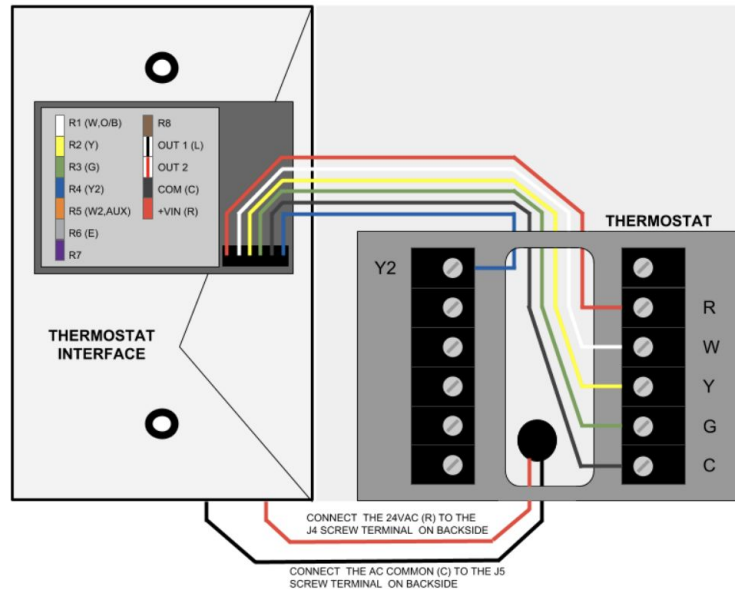 R1 (W,O/B)
R2 (Y)
R3 (G)
R4 (Y2)
R5 (W2,AUX)
R6 (E)
R7
R8
OUT 1 (L)
OUT 2
COM (C)
+VIN (R)
THERMOSTAT
INTERFACE
THERMOSTAT
Y2
R
W
Y
G
C
CONNECT THE 24VAC (R) TO THE
J4 SCREW TERMINAL ON BACKSIDE
CONNECT THE AC COMMON (C) TO THE J5
SCREW TERMINAL ON BACKSIDE